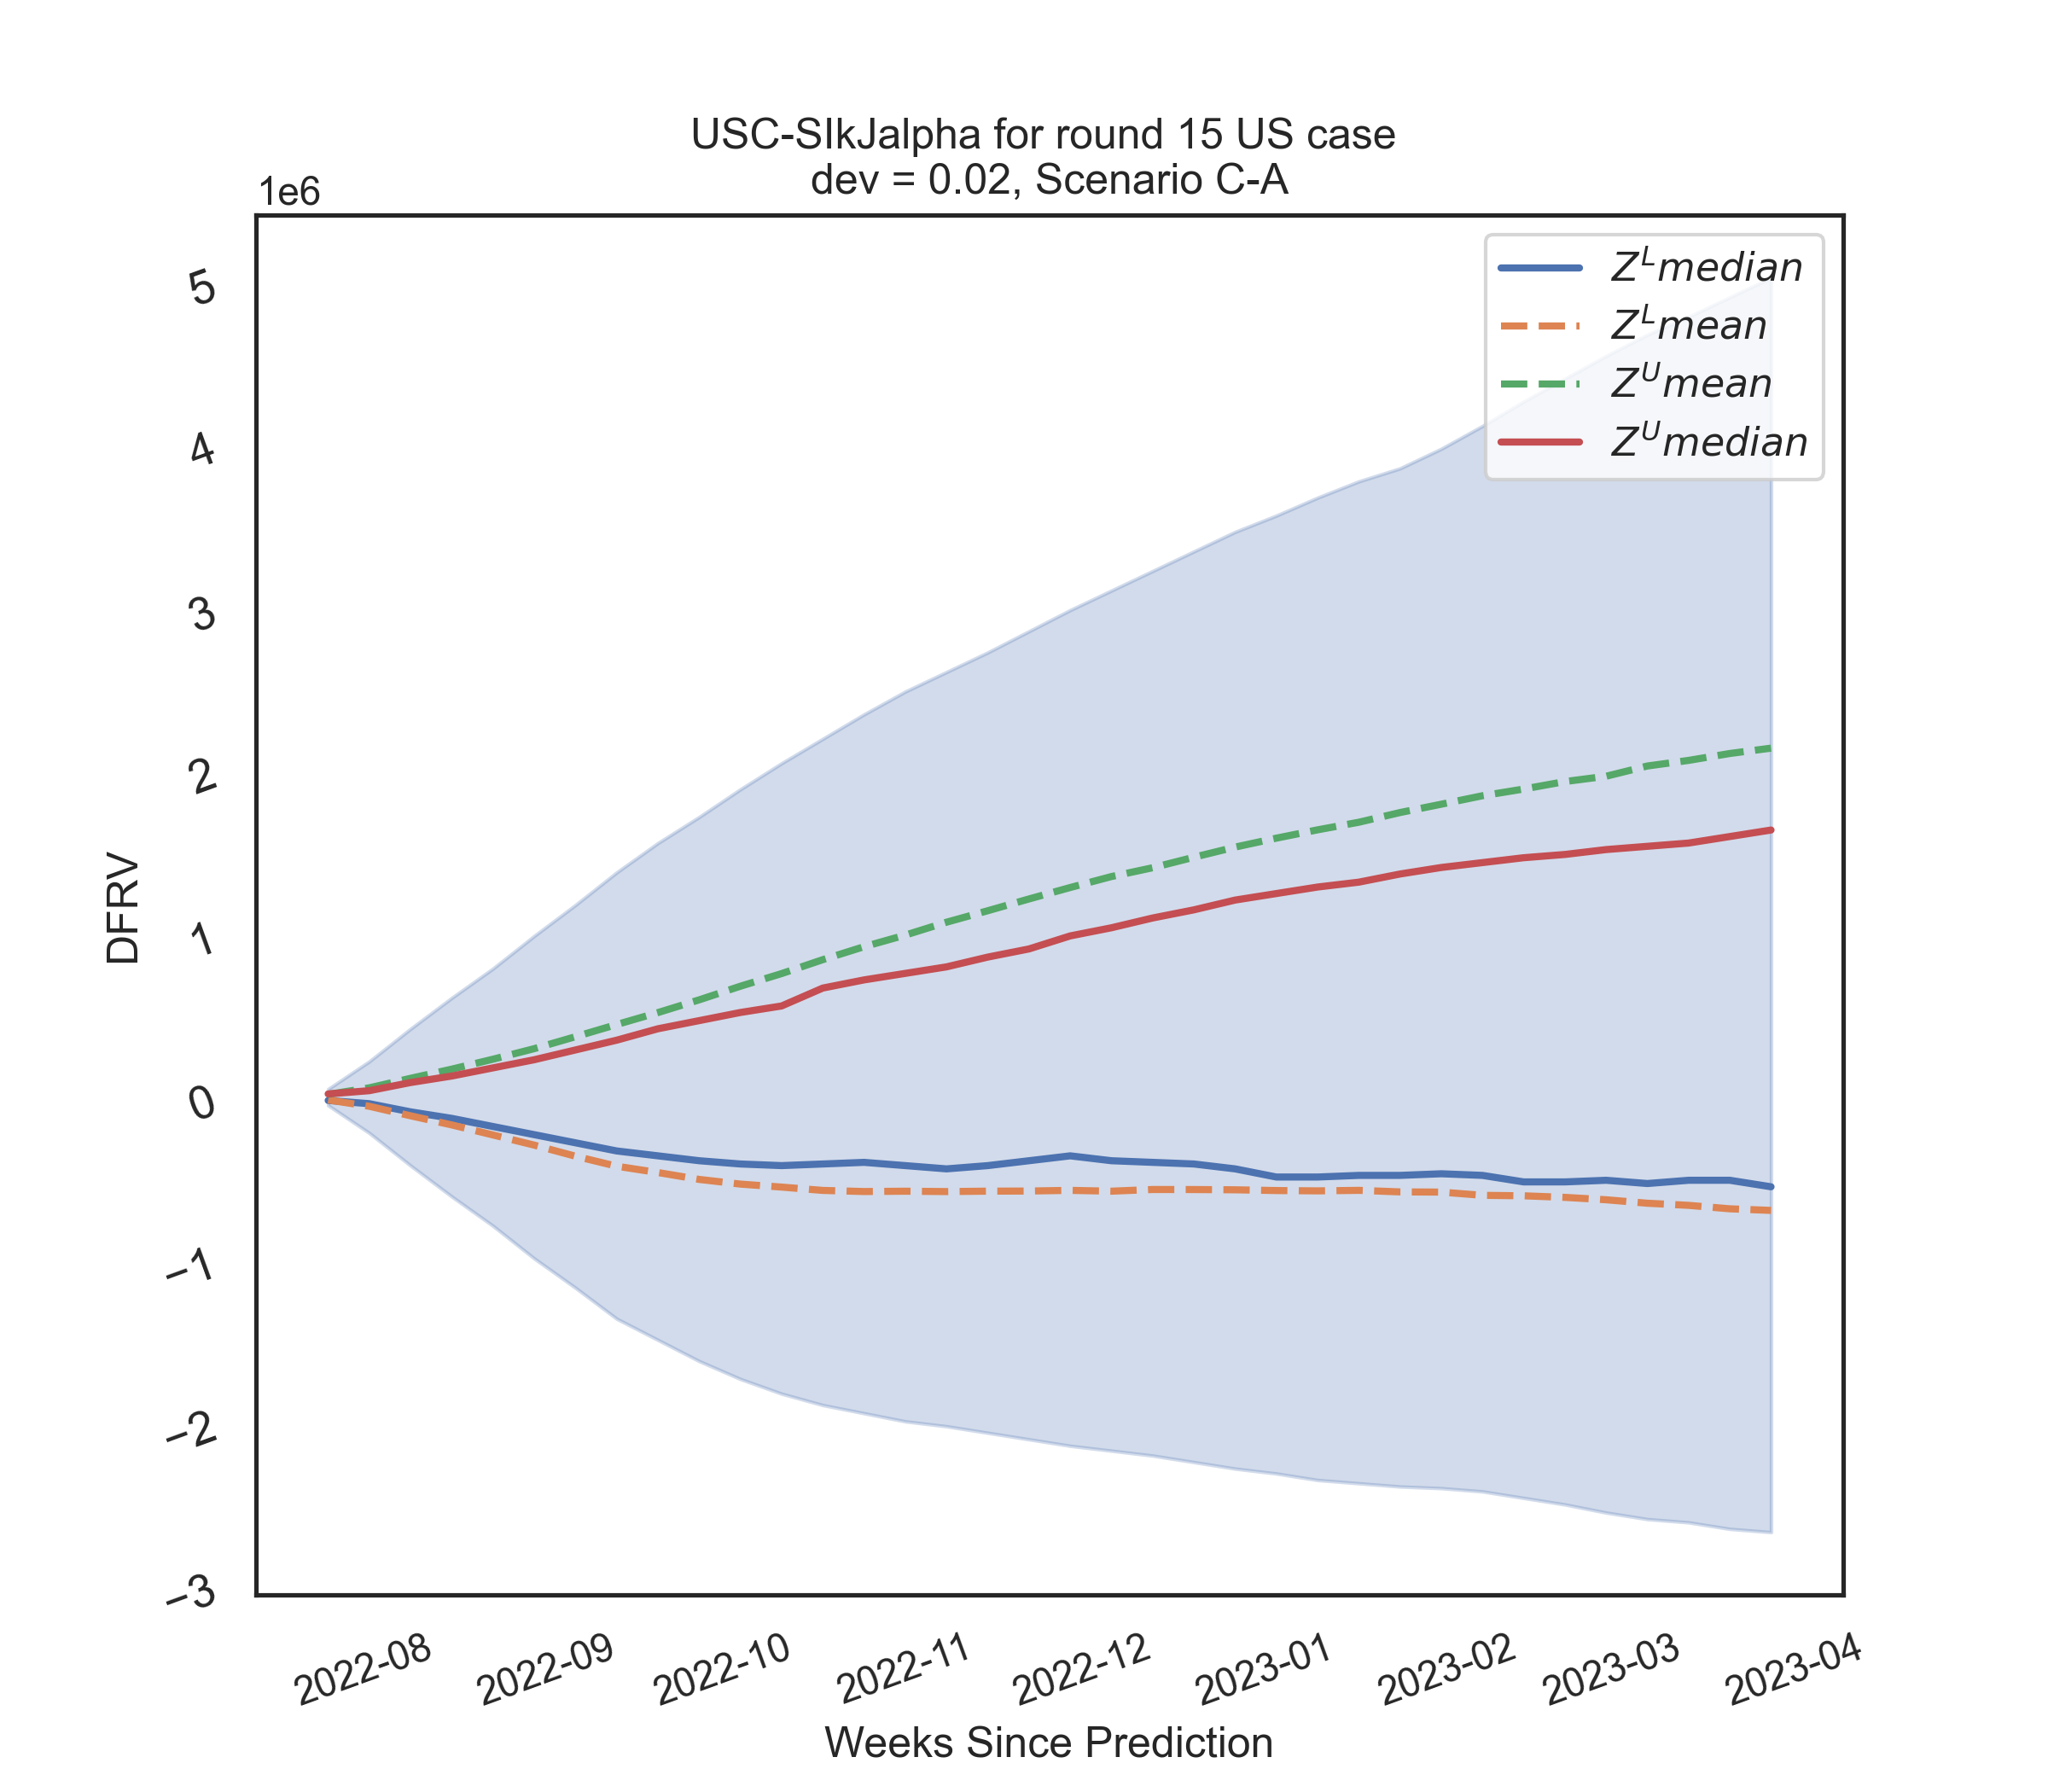 USC-SIkJalpha for round 15 US case
dev = 0.02, Scenario C-A
1e6
Z^L median
Z^L mean
Z^U mean
Z^U median
5
4
3
2
1
0
−1
−2
−3
DFRV
2022-08
2022-09
2022-10
2022-11
2022-12
2023-01
2023-02
2023-03
2023-04
Weeks Since Prediction